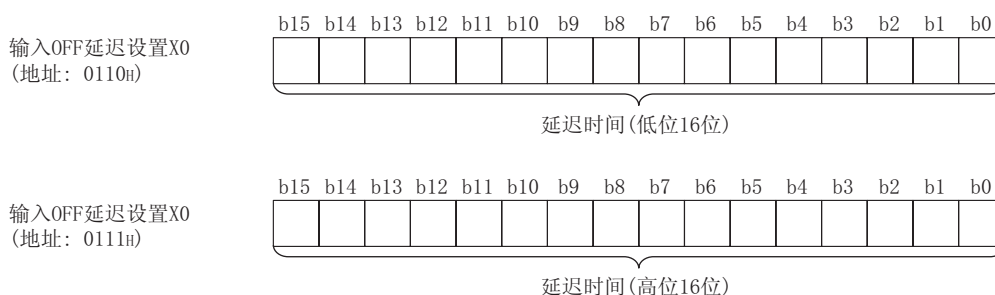 b15 b14 b13 b12 b11 b10 b9 b8 b7 b6 b5 b4 b3 b2 b1 b0
输入OFF延迟设置X0
(地址: 0110H)
延迟时间(低位16位)
b15 b14 b13 b12 b11 b10 b9 b8 b7 b6 b5 b4 b3 b2 b1 b0
输入OFF延迟设置X0
(地址: 0111H)
延迟时间(高位16位)